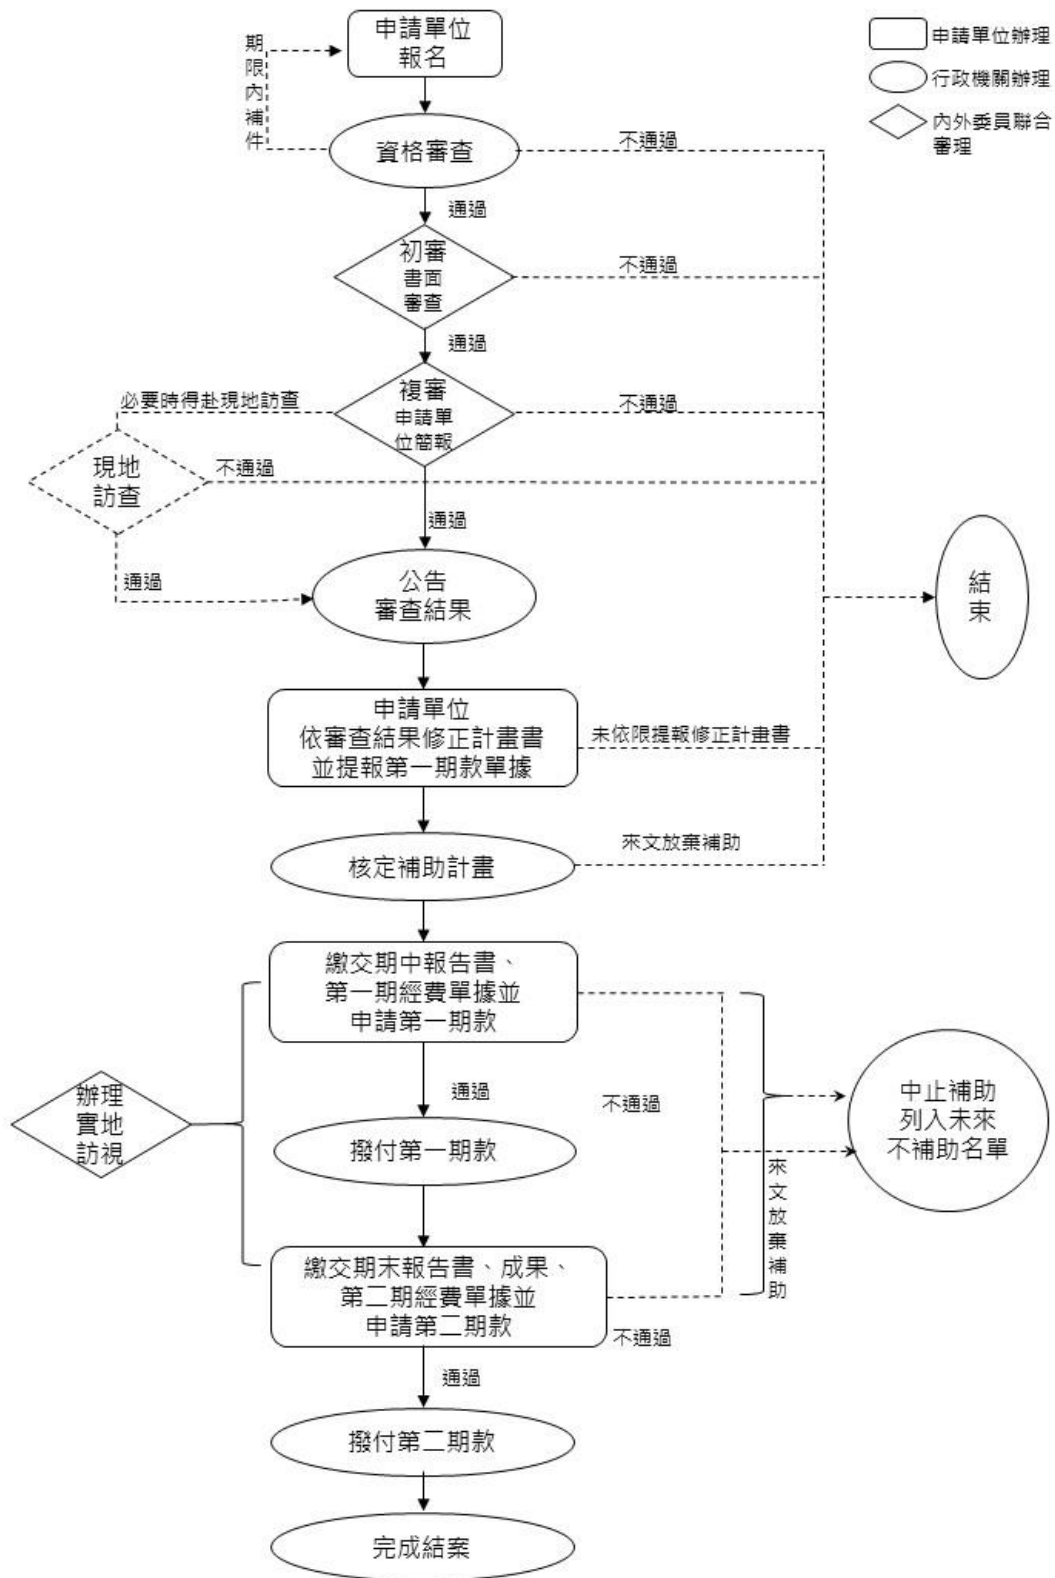 申請單位
報名
申請單位辦理
行政機關辦理
內外委員聯合
審理
期限內補件
資格審查
不通過
通過
初審
書面
審查
不通過
通過
複審
申請單
位簡報
必要時得赴現地訪查
不通過
現地
訪查
不通過
通過
通過
公告
審查結果
結
束
申請單位
依審查結果修正計畫書
並提報第一期款單據
未依限提報修正計畫書
核定補助計畫
來文放棄補助
繳交期中報告書、
第一期經費單據並
申請第一期款
通過
不通過
辦理
實地
訪視
中止補助
列入未來
不補助名單
撥付第一期款
來文放棄補助
繳交期末報告書、成果、
第二期經費單據並
申請第二期款
不通過
通過
撥付第二期款
完成結案